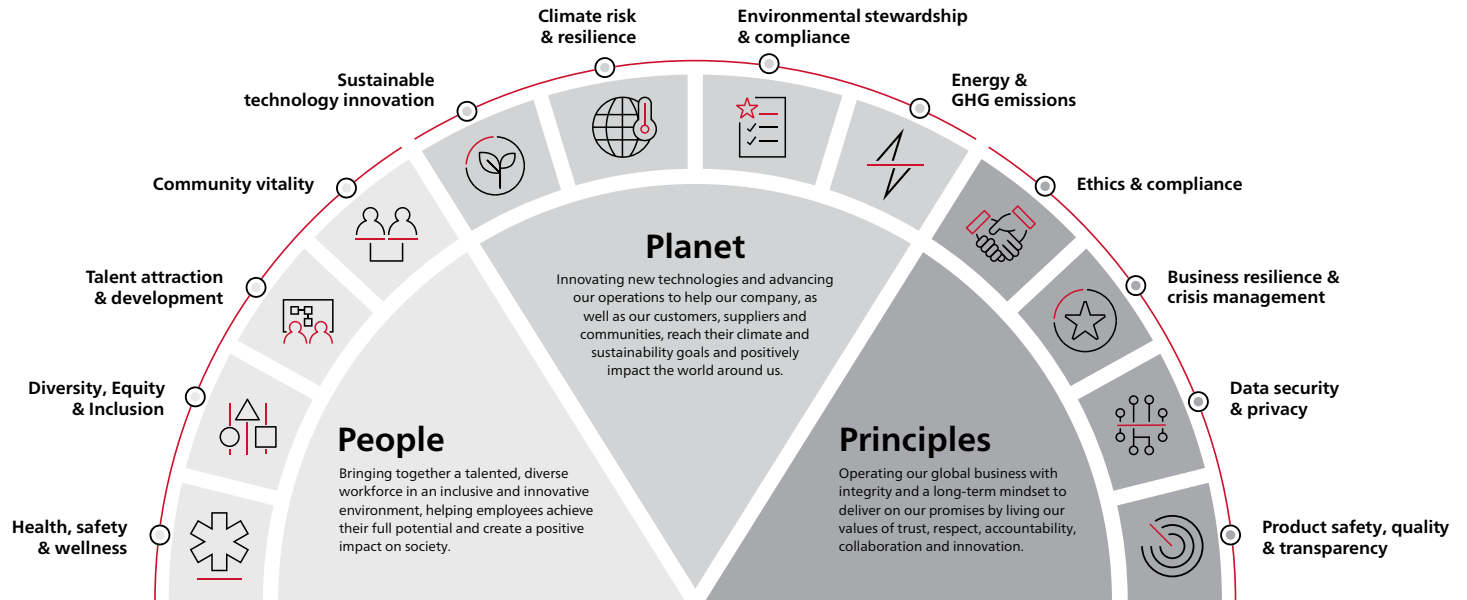 Climate risk
& resilience
Environmental stewardship
& compliance
Sustainable
technology innovation
Energy &
GHG emissions
Community vitality
Ethics & compliance
Talent attraction
& development
Business resilience &
crisis management
Diversity, Equity
& Inclusion
Data security
& privacy
Health, safety
& wellness
Product safety, quality
& transparency
Planet
Innovating new technologies and advancing
our operations to help our company, as
well as our customers, suppliers and
communities, reach their climate and
sustainability goals and positively
impact the world around us.
People
Bringing together a talented, diverse
workforce in an inclusive and innovative
environment, helping employees achieve
their full potential and create a positive
impact on society.
Principles
Operating our global business with
integrity and a long-term mindset to
deliver on our promises by living our
values of trust, respect, accountability,
collaboration and innovation.